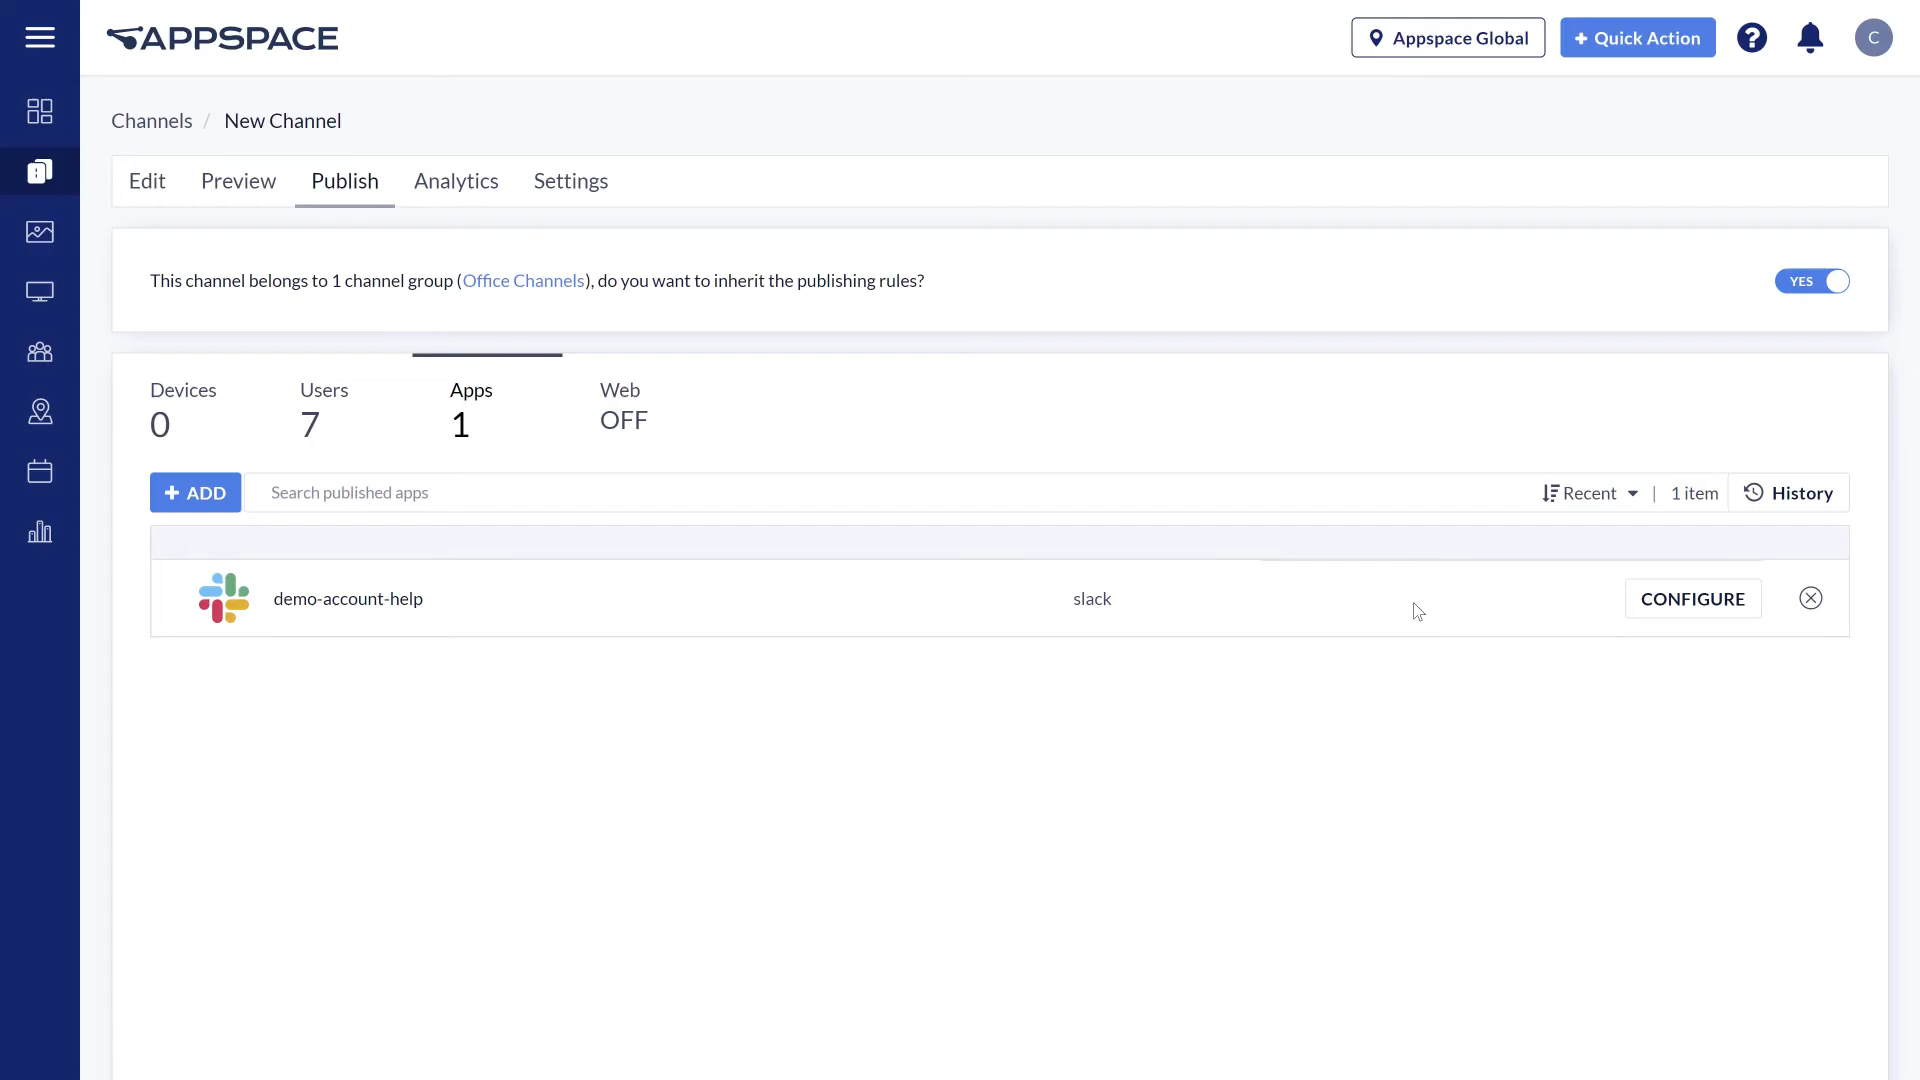 APPSPACE
Appspace Global
+ Quick Action
?
C
Channels / New Channel
Edit Preview Publish Analytics Settings
This channel belongs to 1 channel group (Office Channels), do you want to inherit the publishing rules?
YES
Devices Users Apps Web
0 7 1 OFF
+ ADD Search published apps Recent | 1 item History
demo-account-help slack CONFIGURE